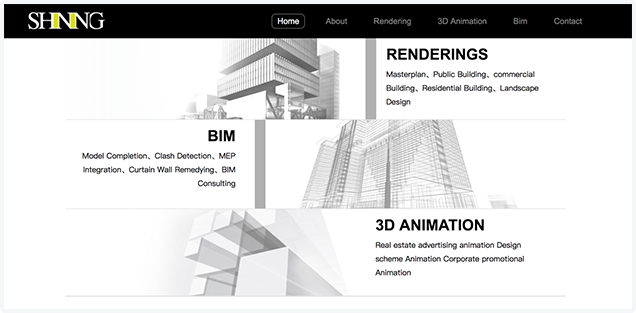 SHINING
Home About Rendering 3D Animation Bim Contact
RENDERINGS
Masterplan、Public Building、commercial
Building、Residential Building、Landscape
Design
BIM
Model Completion、Clash Detection、MEP
Integration、Curtain Wall Remedying、BIM
Consulting
3D ANIMATION
Real estate advertising animation Design
scheme Animation Corporate promotional
Animation